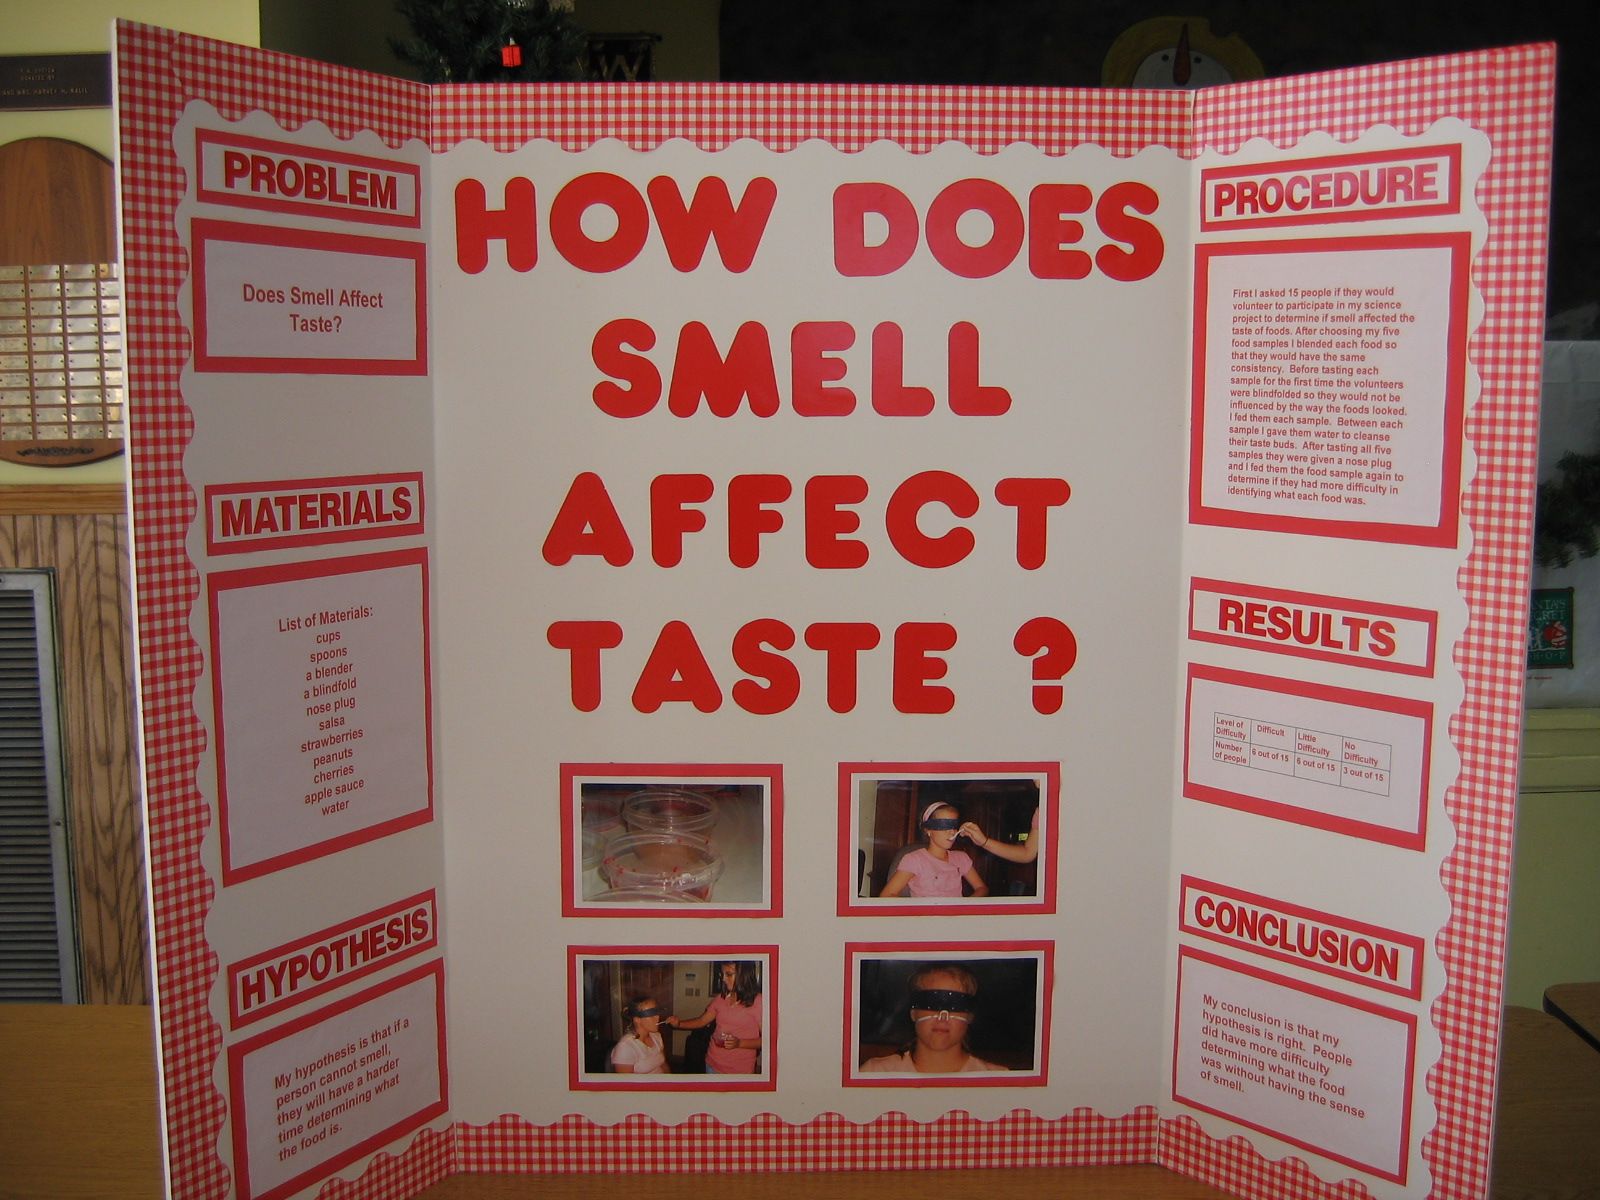 PROBLEM
Does Smell Affect
Taste?
MATERIALS
List of Materials:
cups
spoons
a blender
a blindfold
nose plug
salsa
strawberries
peanuts
cherries
apple sauce
water
HYPOTHESIS
My hypothesis is that if a
person cannot smell,
they will have a harder
time determining what
the food is.
HOW DOES
SMELL
AFFECT
TASTE ?
PROCEDURE
First I asked 15 people if they would
volunteer to participate in my science
project to determine if smell affected the
taste of foods. After choosing my five
food samples I blended each food so
that they would have the same
consistency. Before tasting each
sample for the first time the volunteers
were blindfolded so they would not be
influenced by the way the foods looked.
I fed them each sample. Between each
sample I gave them water to cleanse
their taste buds. After tasting all five
samples they were given a nose plug
and I fed them the food sample again to
determine if they had more difficulty in
identifying what each food was.
RESULTS
Level of Difficulty Difficult Little Difficulty No Difficulty
Number of people 6 out of 15 6 out of 15 3 out of 15
CONCLUSION
My conclusion is that my
hypothesis is right. People
did have more difficulty
determining what the food
was without having the sense
of smell.
W
AND MRS. HARVEY H. KALIL